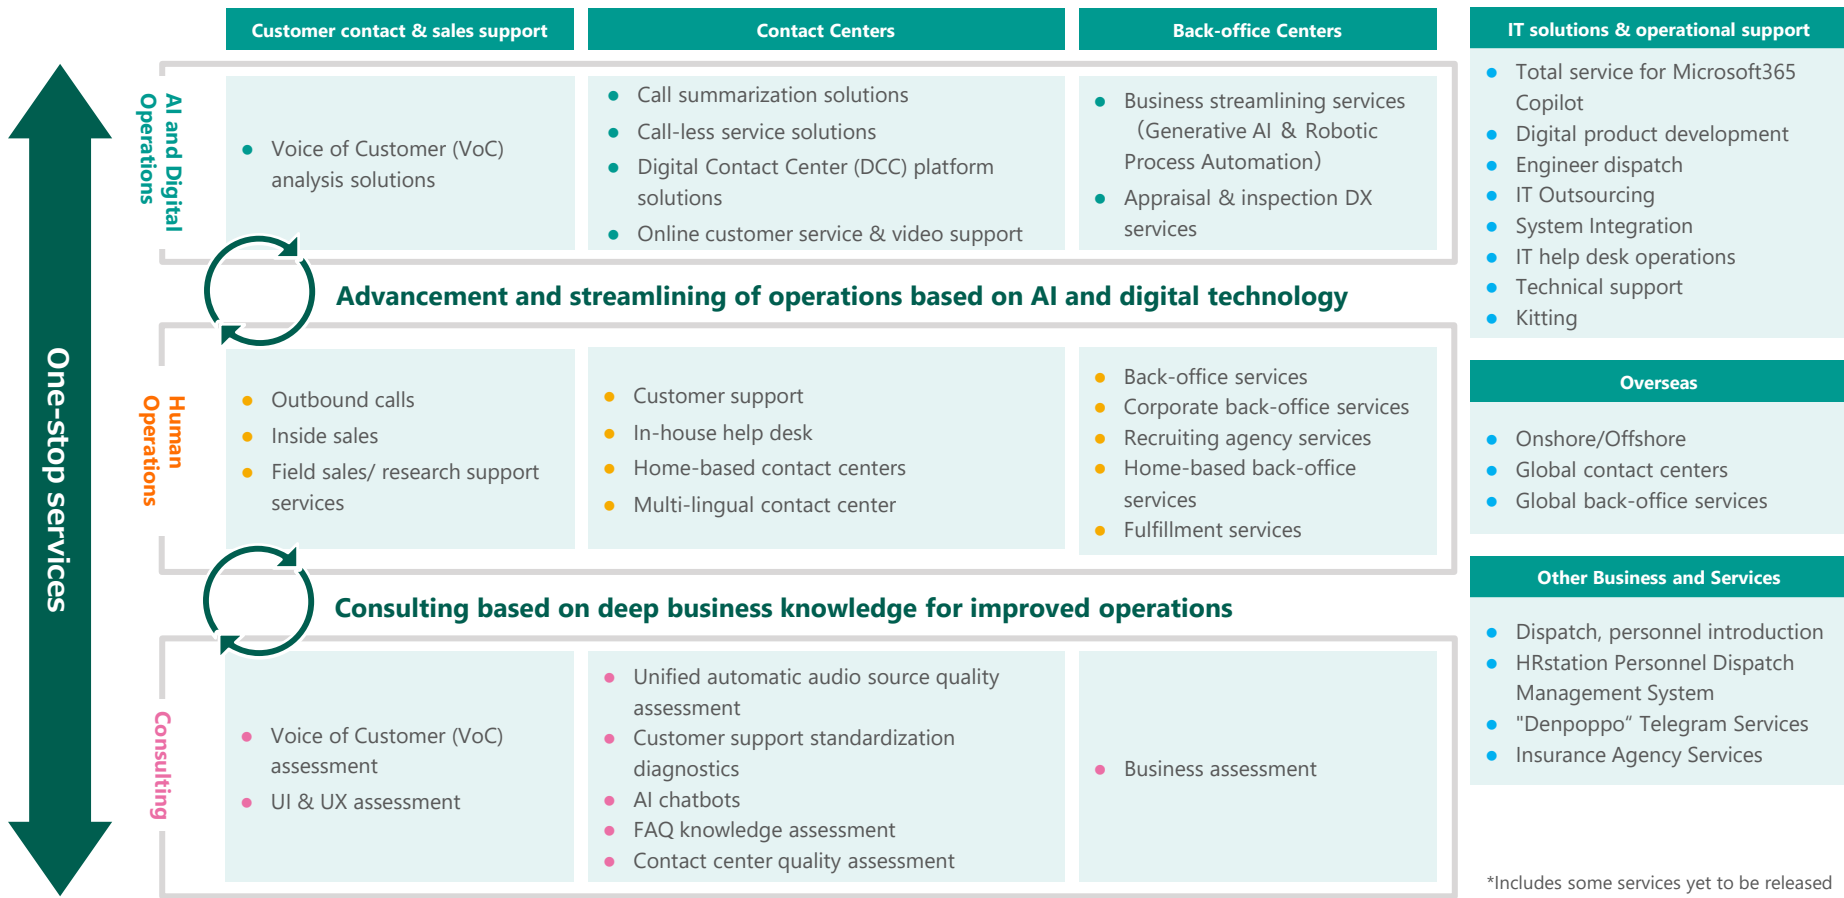 Customer contact & sales support
Contact Centers
Back-office Centers
IT solutions & operational support
One-stop services
AI and Digital
Operations
Voice of Customer (VoC)
analysis solutions
Call summarization solutions
Call-less service solutions
Digital Contact Center (DCC) platform
solutions
Online customer service & video support
Business streamlining services
（Generative AI ＆ Robotic
Process Automation）
Appraisal & inspection DX
services
Advancement and streamlining of operations based on AI and digital technology
Human
Operations
Outbound calls
Inside sales
Field sales/ research support
services
Customer support
In-house help desk
Home-based contact centers
Multi-lingual contact center
Back-office services
Corporate back-office services
Recruiting agency services
Home-based back-office
services
Fulfillment services
Consulting based on deep business knowledge for improved operations
Consulting
Voice of Customer (VoC)
assessment
UI & UX assessment
Unified automatic audio source quality
assessment
Customer support standardization
diagnostics
AI chatbots
FAQ knowledge assessment
Contact center quality assessment
Business assessment
Total service for Microsoft365
Copilot
Digital product development
Engineer dispatch
IT Outsourcing
System Integration
IT help desk operations
Technical support
Kitting
Overseas
Onshore/Offshore
Global contact centers
Global back-office services
Other Business and Services
Dispatch, personnel introduction
HRstation Personnel Dispatch
Management System
"Denpoppo“ Telegram Services
Insurance Agency Services
*Includes some services yet to be released